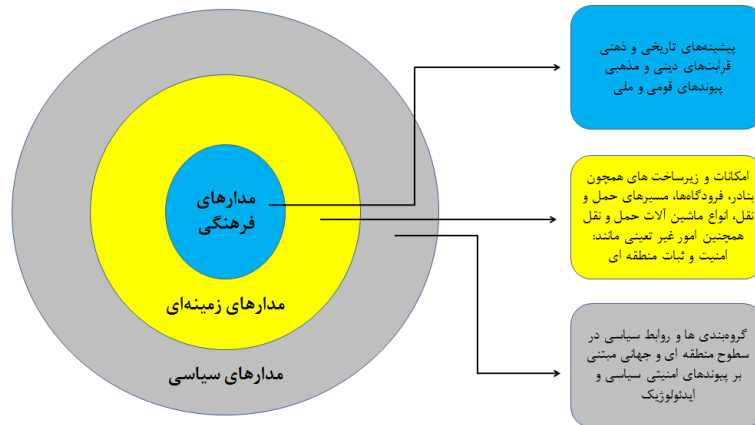 مدارهای
فرهنگی
مدارهای زمینه‌ای
مدارهای سیاسی
پیشینه‌های تاریخی و ذهنی
قرابت‌های دینی و مذهبی
پیوندهای قومی و ملی
امکانات و زیرساخت های همچون
بنادر، فرودگاه‌ها، مسیرهای حمل و
نقل، انواع ماشین آلات حمل و نقل
همچنین امور غیر تعینی مانند:
امنیت و ثبات منطقه ای
گروه‌بندی ها و روابط سیاسی در
سطوح منطقه ای و جهانی مبتنی
بر پیوندهای امنیتی سیاسی و
ایدئولوژیک